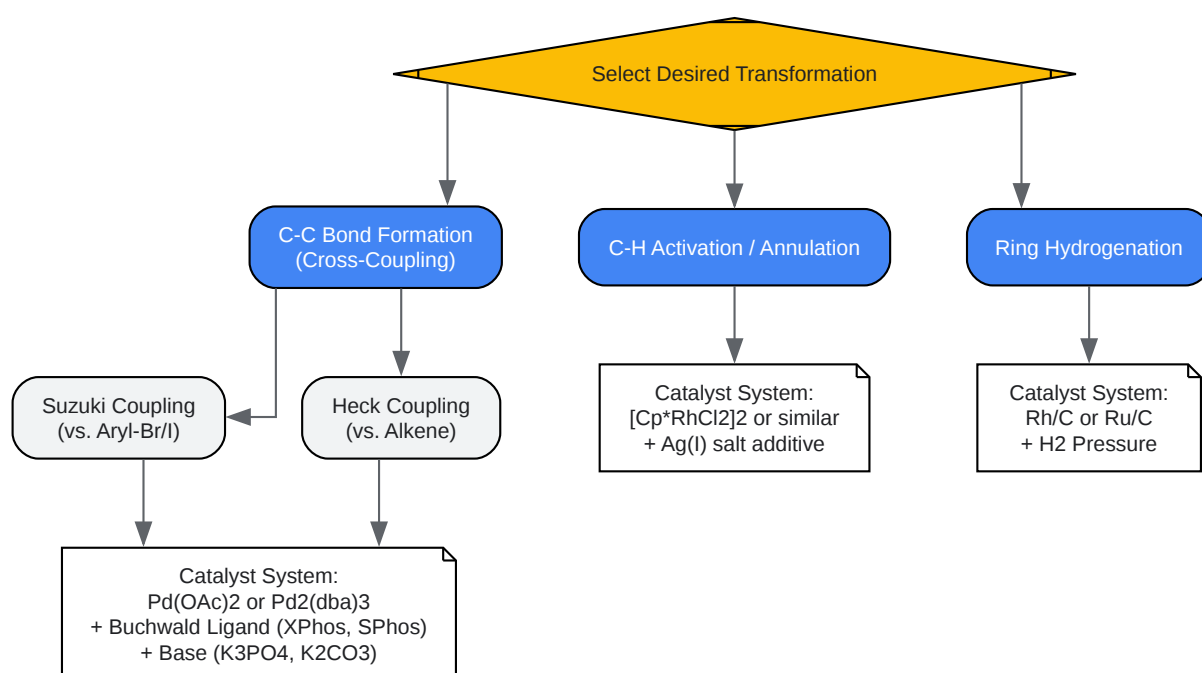 Select Desired Transformation
C-C Bond Formation
(Cross-Coupling)
C-H Activation / Annulation
Ring Hydrogenation
Suzuki Coupling
(vs. Aryl-Br/I)
Heck Coupling
(vs. Alkene)
Catalyst System:
[Cp*RhCl2]2 or similar
+ Ag(I) salt additive
Catalyst System:
Rh/C or Ru/C
+ H2 Pressure
Catalyst System:
Pd(OAc)2 or Pd2(dba)3
+ Buchwald Ligand (XPhos, SPhos)
+ Base (K3PO4, K2CO3)